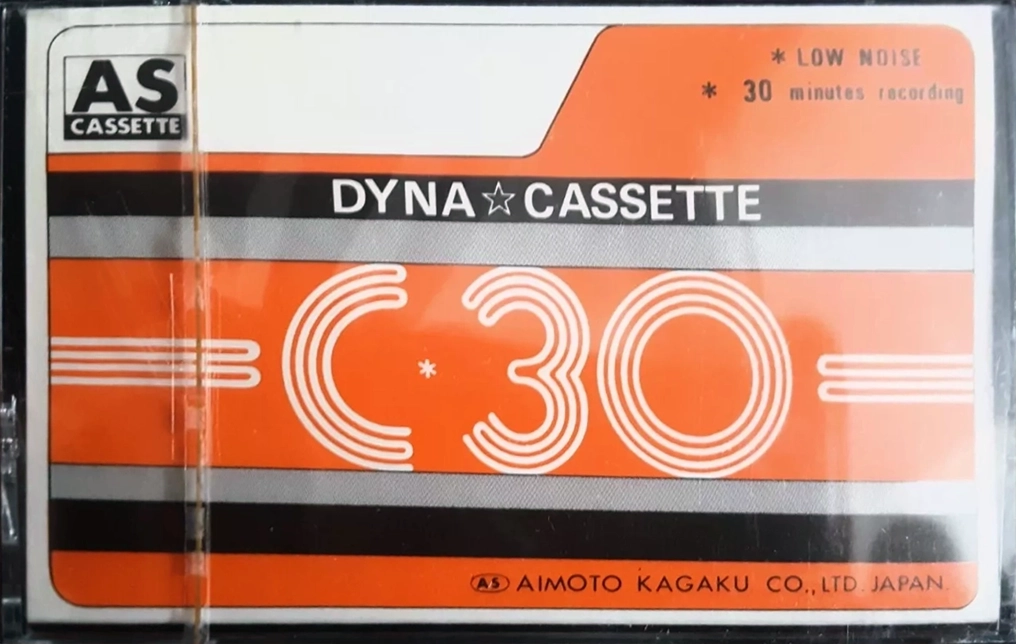 AS
CASSETTE
* LOW NOISE
* 30 minutes recording
DYNA☆CASSETTE
C*30
AS AIMOTO KAGAKU CO., LTD. JAPAN.